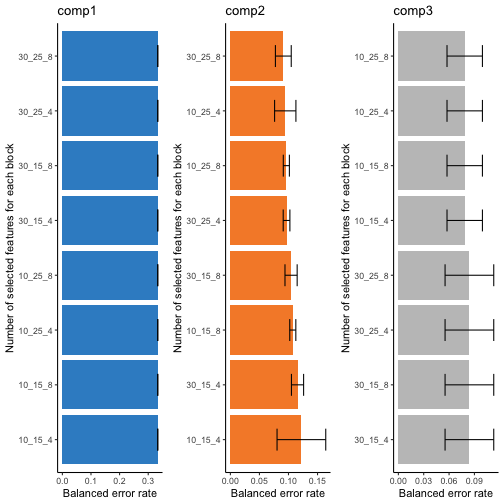 comp1
Number of selected features for each block
30_25_8
30_25_4
30_15_8
30_15_4
10_25_8
10_25_4
10_15_8
10_15_4
0.0 0.1 0.2 0.3
Balanced error rate
comp2
Number of selected features for each block
30_25_8
10_25_4
10_25_8
30_25_4
30_15_8
10_15_8
30_15_4
10_15_4
0.00 0.05 0.10 0.15
Balanced error rate
comp3
Number of selected features for each block
10_25_8
10_25_4
10_15_8
10_15_4
30_25_8
30_25_4
30_15_8
30_15_4
0.00 0.03 0.06 0.09
Balanced error rate